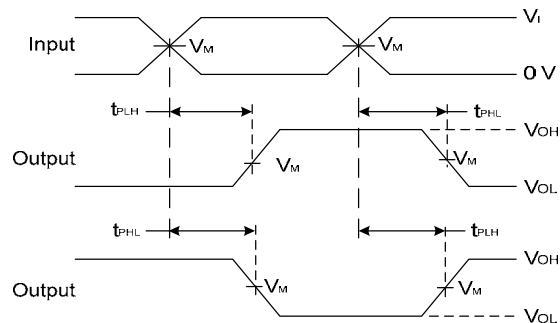 VI
Input
VM
VM
0 V
tPLH
tPHL
VOH
Output
VM
VM
VOL
tPHL
tPLH
VOH
Output
VM
VM
VOL